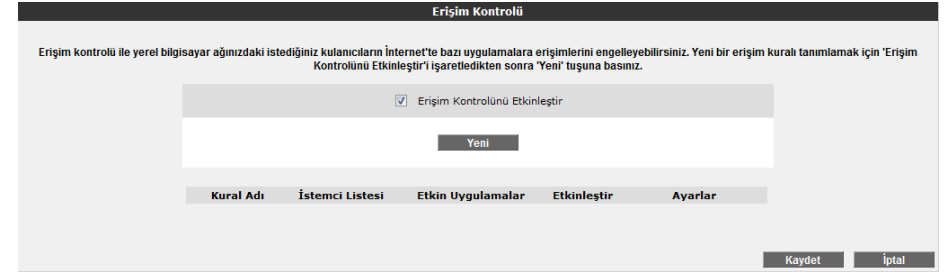 Erişim Kontrolü
Erişim kontrolü ile yerel bilgisayar ağınızdaki istediğiniz kulanıcıların İnternet'te bazı uygulamalara erişimlerini engelleyebilirsiniz. Yeni bir erişim kuralı tanımlamak için 'Erişim
Kontrolünü Etkinleştir'i işaretledikten sonra 'Yeni' tuşuna basınız.
Erişim Kontrolünü Etkinleştir
Yeni
Kural Adı İstemci Listesi Etkin Uygulamalar Etkinleştir Ayarlar
Kaydet İptal